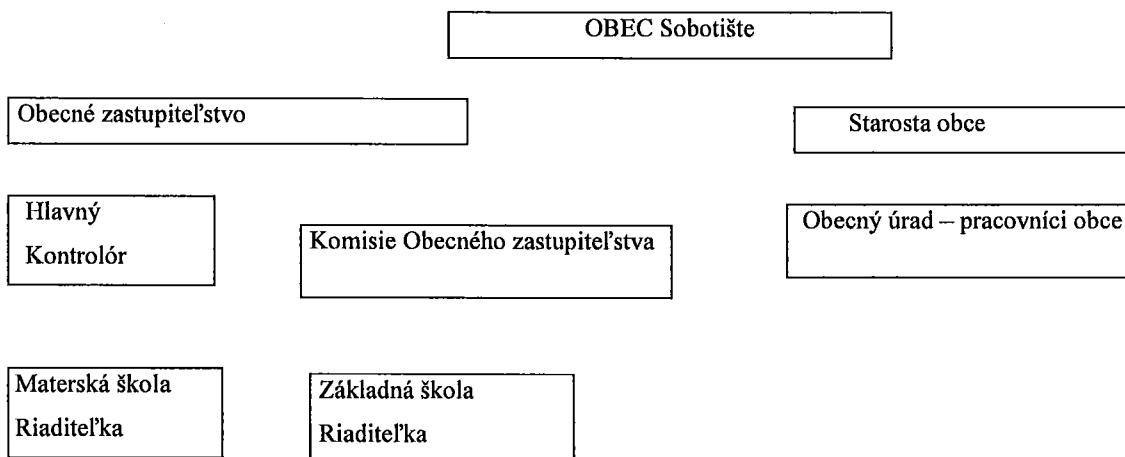 OBEC Sobotište
Obecné zastupiteľstvo
Starosta obce
Hlavný
Kontrolór
Komisie Obecného zastupiteľstva
Obecný úrad – pracovníci obce
Materská škola
Riaditeľka
Základná škola
Riaditeľka